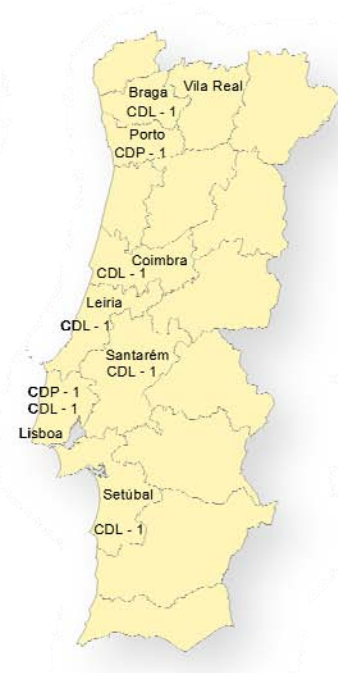 Braga
CDL - 1
Vila Real
Porto
CDP - 1
Coimbra
CDL - 1
Leiria
CDL - 1
Santarém
CDL - 1
CDP - 1
CDL - 1
Lisboa
Setúbal
CDL - 1